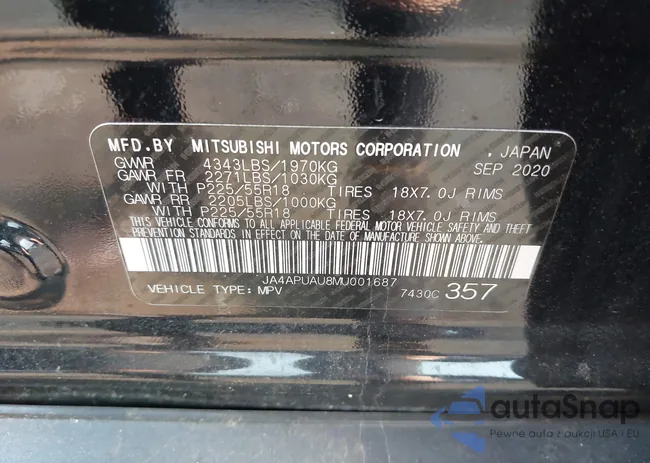 MFD.BY MITSUBISHI MOTORS CORPORATION , JAPAN
GVWR 4343LBS/1970KG SEP 2020
GAWR FR 2271LBS/1030KG
WITH P225/55R18 TIRES 18X7.0J RIMS
GAWR RR 2205LBS/1000KG
WITH P225/55R18 TIRES 18X7.0J RIMS
THIS VEHICLE CONFORMS TO ALL APPLICABLE FEDERAL MOTOR VEHICLE SAFETY AND THEFT
PREVENTION STANDARDS IN EFFECT ON THE DATE OF MANUFACTURE SHOWN ABOVE.
JA4APUAU8MU001687
VEHICLE TYPE: MPV 7430C 357
autaSnap
Pewne auta z aukcji USA i EU